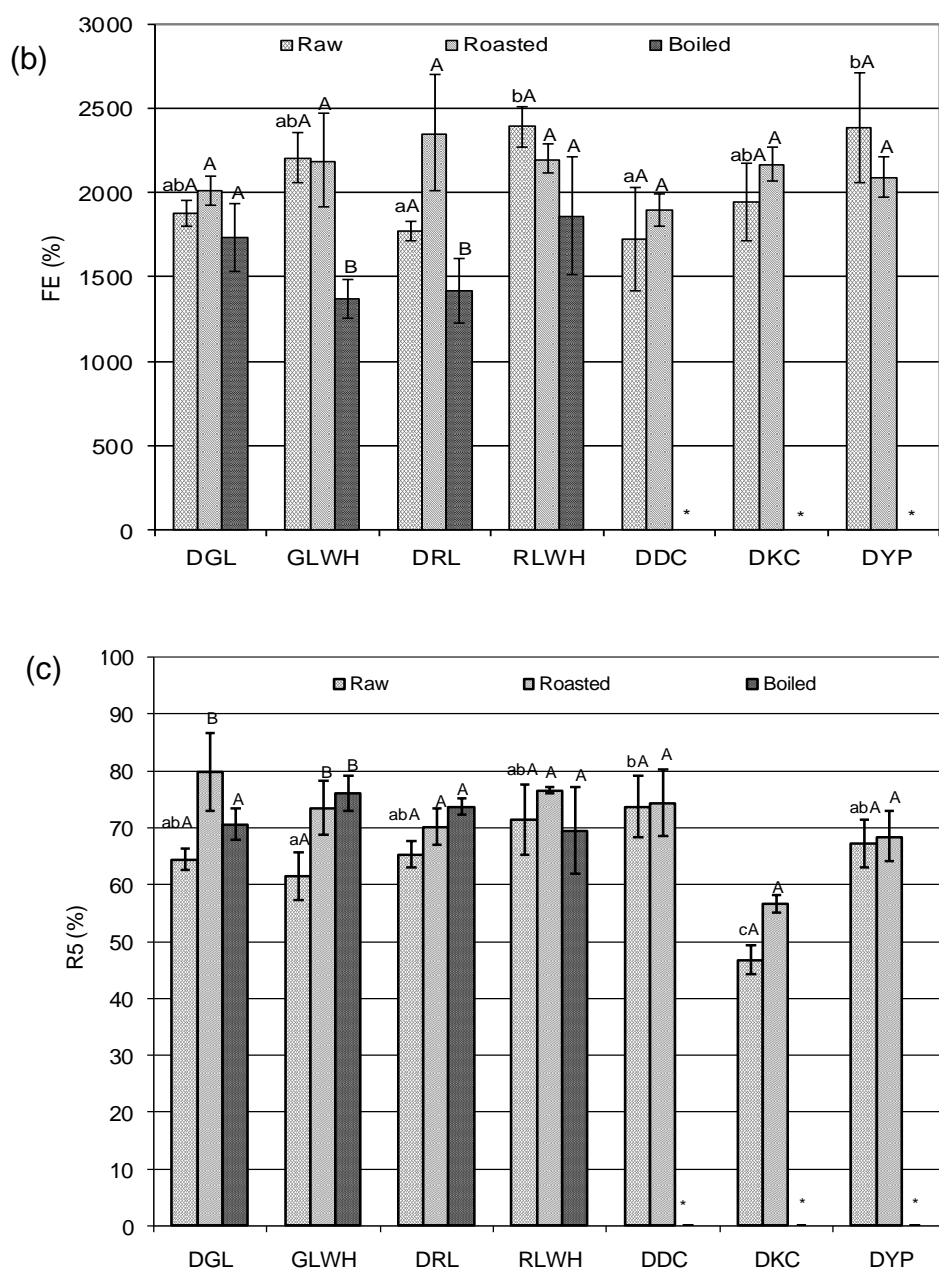 (b)
3000
Raw Roasted Boiled
2500
2000
1500
1000
500
0
FE (%)
abA A A
abA A B
aA A B
bA A A
aA A *
abA A *
bA A *
DGL GLWH DRL RLWH DDC DKC DYP
(c)
100
Raw Roasted Boiled
90
80
70
60
50
40
30
20
10
0
R5 (%)
abA B A
aA B B
abA A A
abA A A
bA A *
cA A *
abA A *
DGL GLWH DRL RLWH DDC DKC DYP